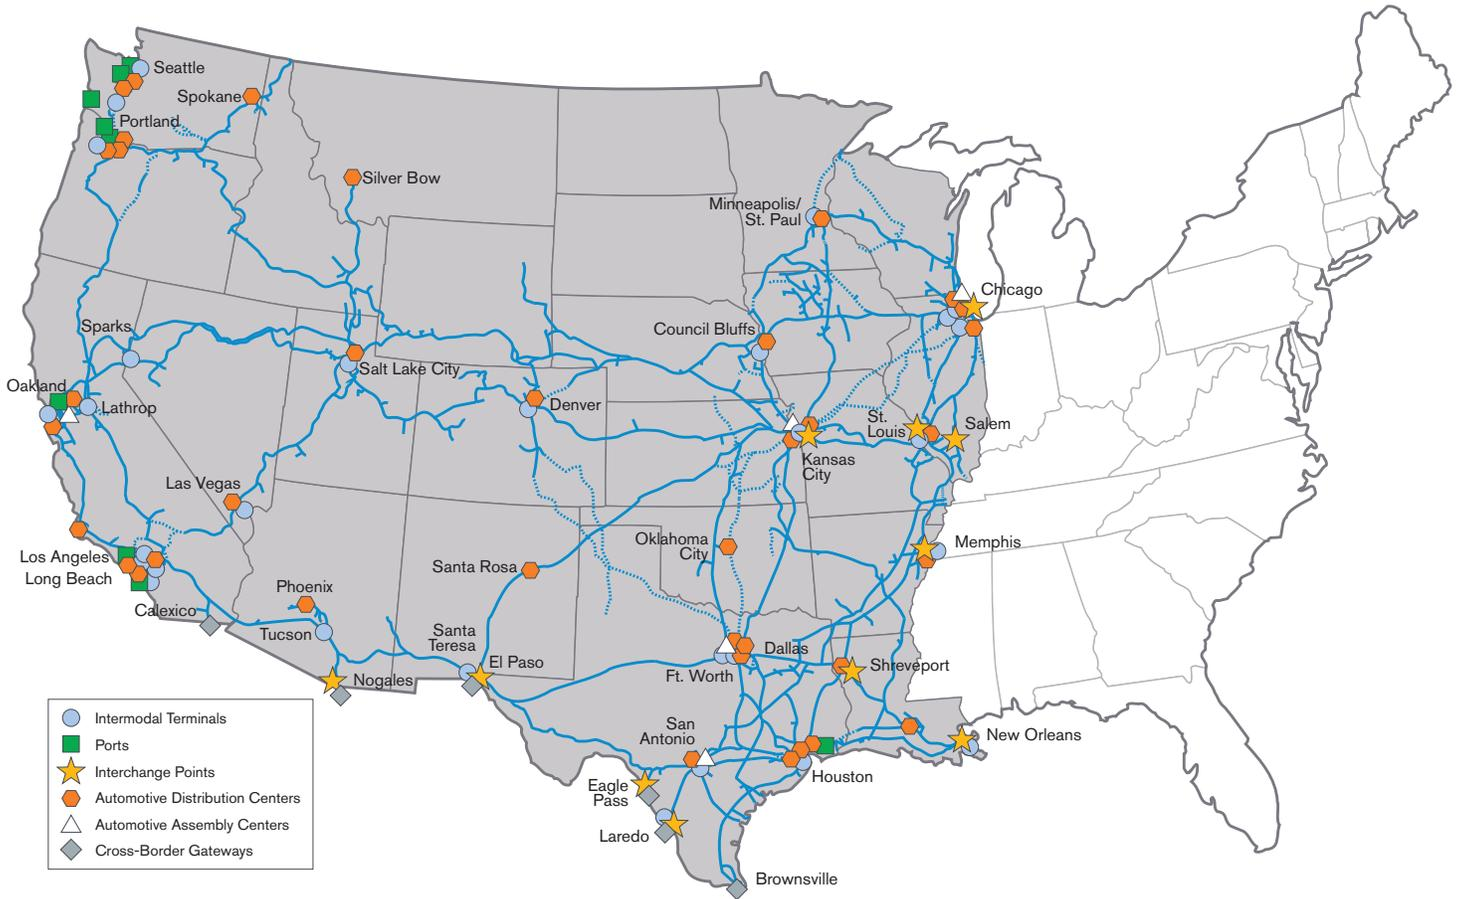 Seattle
Spokane
Portland
Silver Bow
Minneapolis/
St. Paul
Chicago
Sparks
Council Bluffs
Salt Lake City
Oakland
Lathrop
Denver
St.
Louis
Salem
Kansas
City
Las Vegas
Los Angeles
Long Beach
Oklahoma
City
Memphis
Santa Rosa
Phoenix
Calexico
Tucson
Santa
Teresa
El Paso
Dallas
Ft. Worth
Shreveport
Nogales
San
Antonio
New Orleans
Houston
Eagle
Pass
Laredo
Brownsville
Intermodal Terminals
Ports
Interchange Points
Automotive Distribution Centers
Automotive Assembly Centers
Cross-Border Gateways